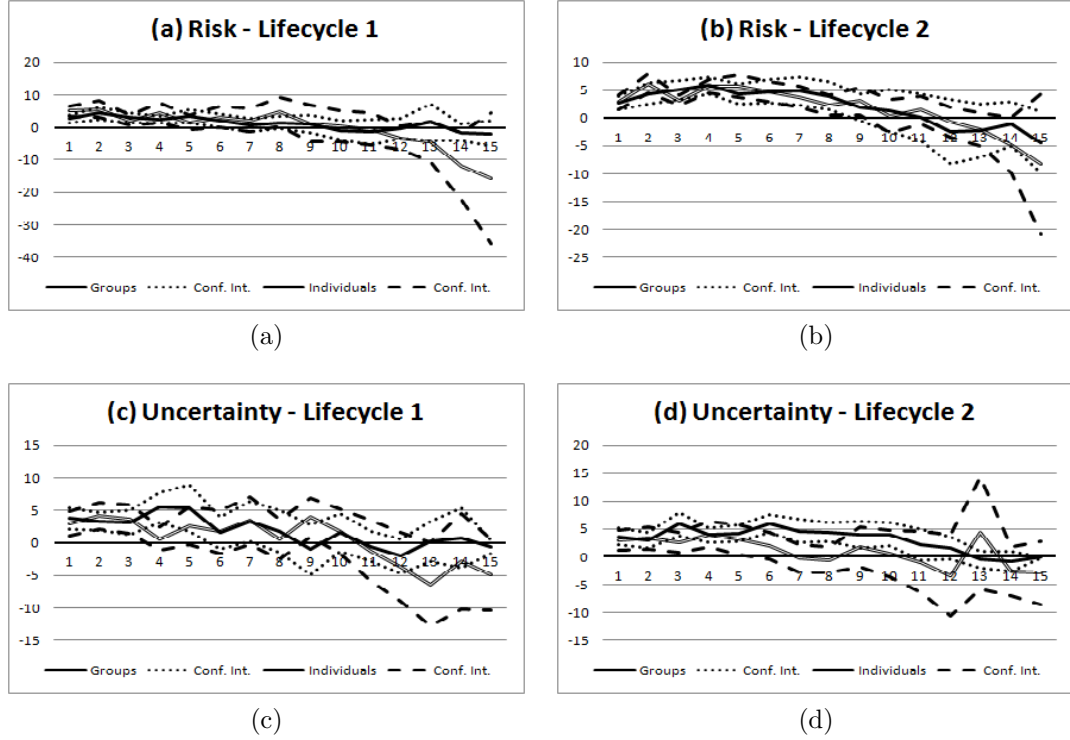 (a) Risk - Lifecycle 1
20
10
0
-10
-20
-30
-40
1 2 3 4 5 6 7 8 9 10 11 12 13 14 15
Groups Conf. Int. Individuals Conf. Int.
(a)
(b) Risk - Lifecycle 2
10
5
0
-5
-10
-15
-20
-25
1 2 3 4 5 6 7 8 9 10 11 12 13 14 15
Groups Conf. Int. Individuals Conf. Int.
(b)
(c) Uncertainty - Lifecycle 1
15
10
5
0
-5
-10
-15
1 2 3 4 5 6 7 8 9 10 11 12 13 14 15
Groups Conf. Int. Individuals Conf. Int.
(c)
(d) Uncertainty - Lifecycle 2
20
15
10
5
0
-5
-10
-15
1 2 3 4 5 6 7 8 9 10 11 12 13 14 15
Groups Conf. Int. Individuals Conf. Int.
(d)